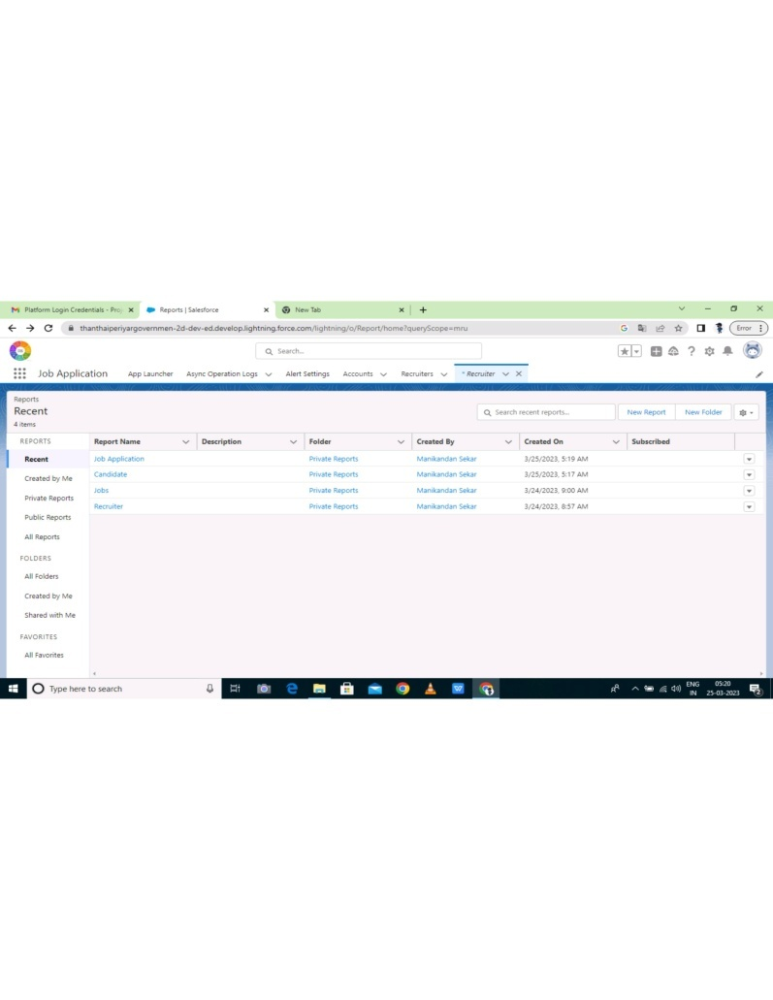 Platform Login Credentials - Proj
Reports | Salesforce
New Tab
thanthaiperiyargovernmen-2d-dev-ed.develop.lightning.force.com/lightning/o/Report/home?queryScope=mru
Error
Search...
Job Application App Launcher Async Operation Logs Alert Settings Accounts Recruiters * Recruiter
Reports
Recent
4 items
Search recent reports...
New Report New Folder
REPORTS
Recent
Created by Me
Private Reports
Public Reports
All Reports
FOLDERS
All Folders
Created by Me
Shared with Me
FAVORITES
All Favorites
Report Name Description Folder Created By Created On Subscribed
Job Application Private Reports Manikandan Sekar 3/25/2023, 5:19 AM
Candidate Private Reports Manikandan Sekar 3/25/2023, 5:17 AM
Jobs Private Reports Manikandan Sekar 3/24/2023, 9:00 AM
Recruiter Private Reports Manikandan Sekar 3/24/2023, 8:57 AM
Type here to search
ENG
IN
05:20
25-03-2023
2